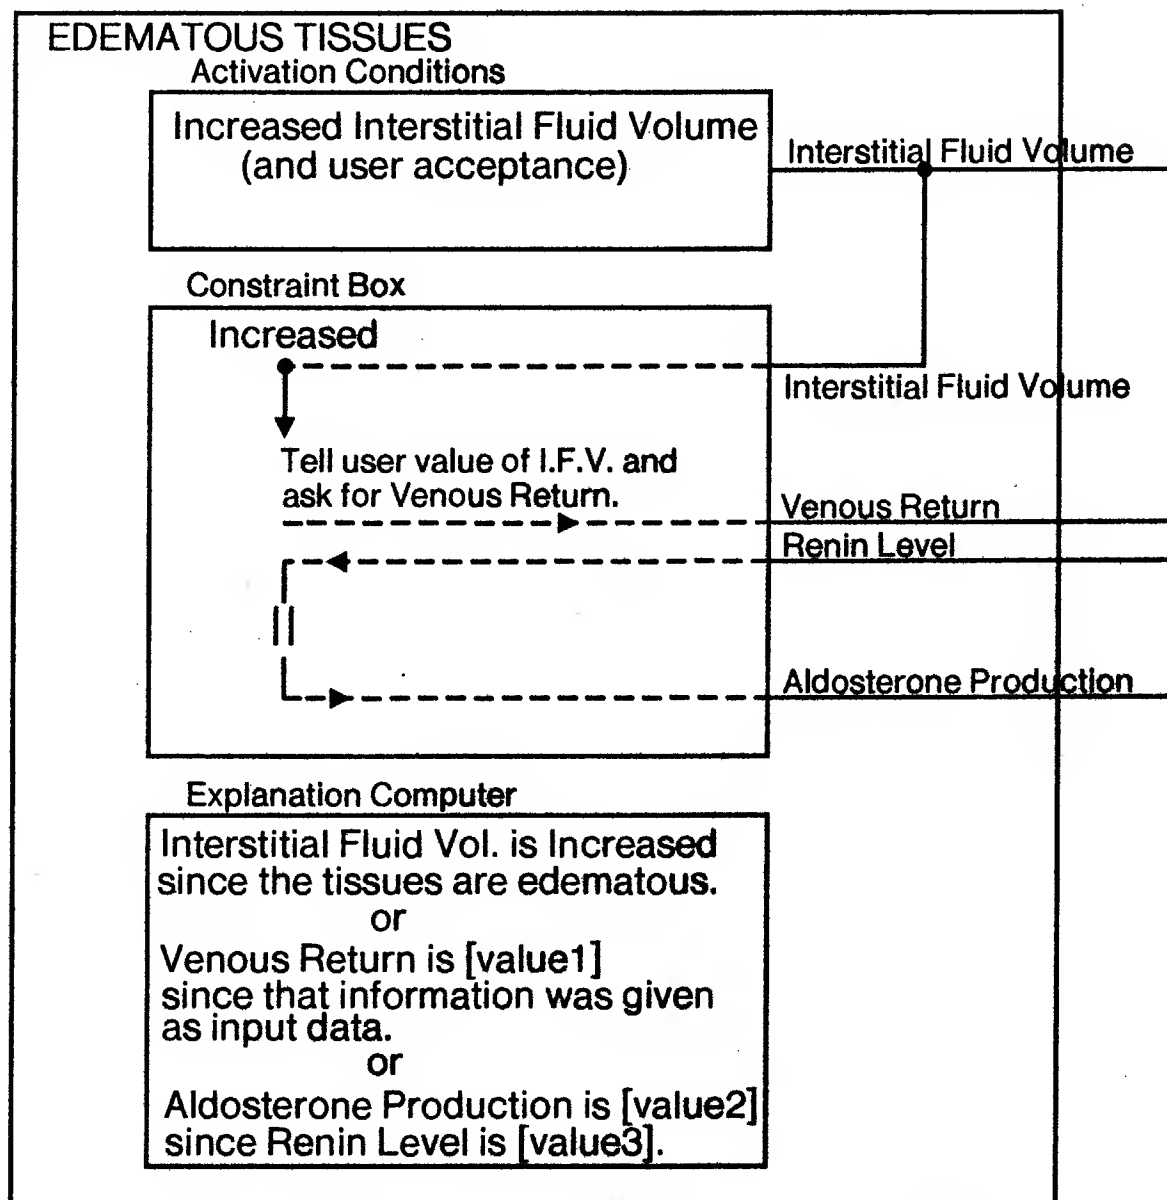 EDEMATOUS TISSUES
Activation Conditions
Increased Interstitial Fluid Volume
(and user acceptance)
Interstitial Fluid Volume
Constraint Box
Increased
Interstitial Fluid Volume
Tell user value of I.F.V. and
ask for Venous Return.
Venous Return
Renin Level
Aldosterone Production
Explanation Computer
Interstitial Fluid Vol. is Increased
since the tissues are edematous.
or
Venous Return is [value1]
since that information was given
as input data.
or
Aldosterone Production is [value2]
since Renin Level is [value3].